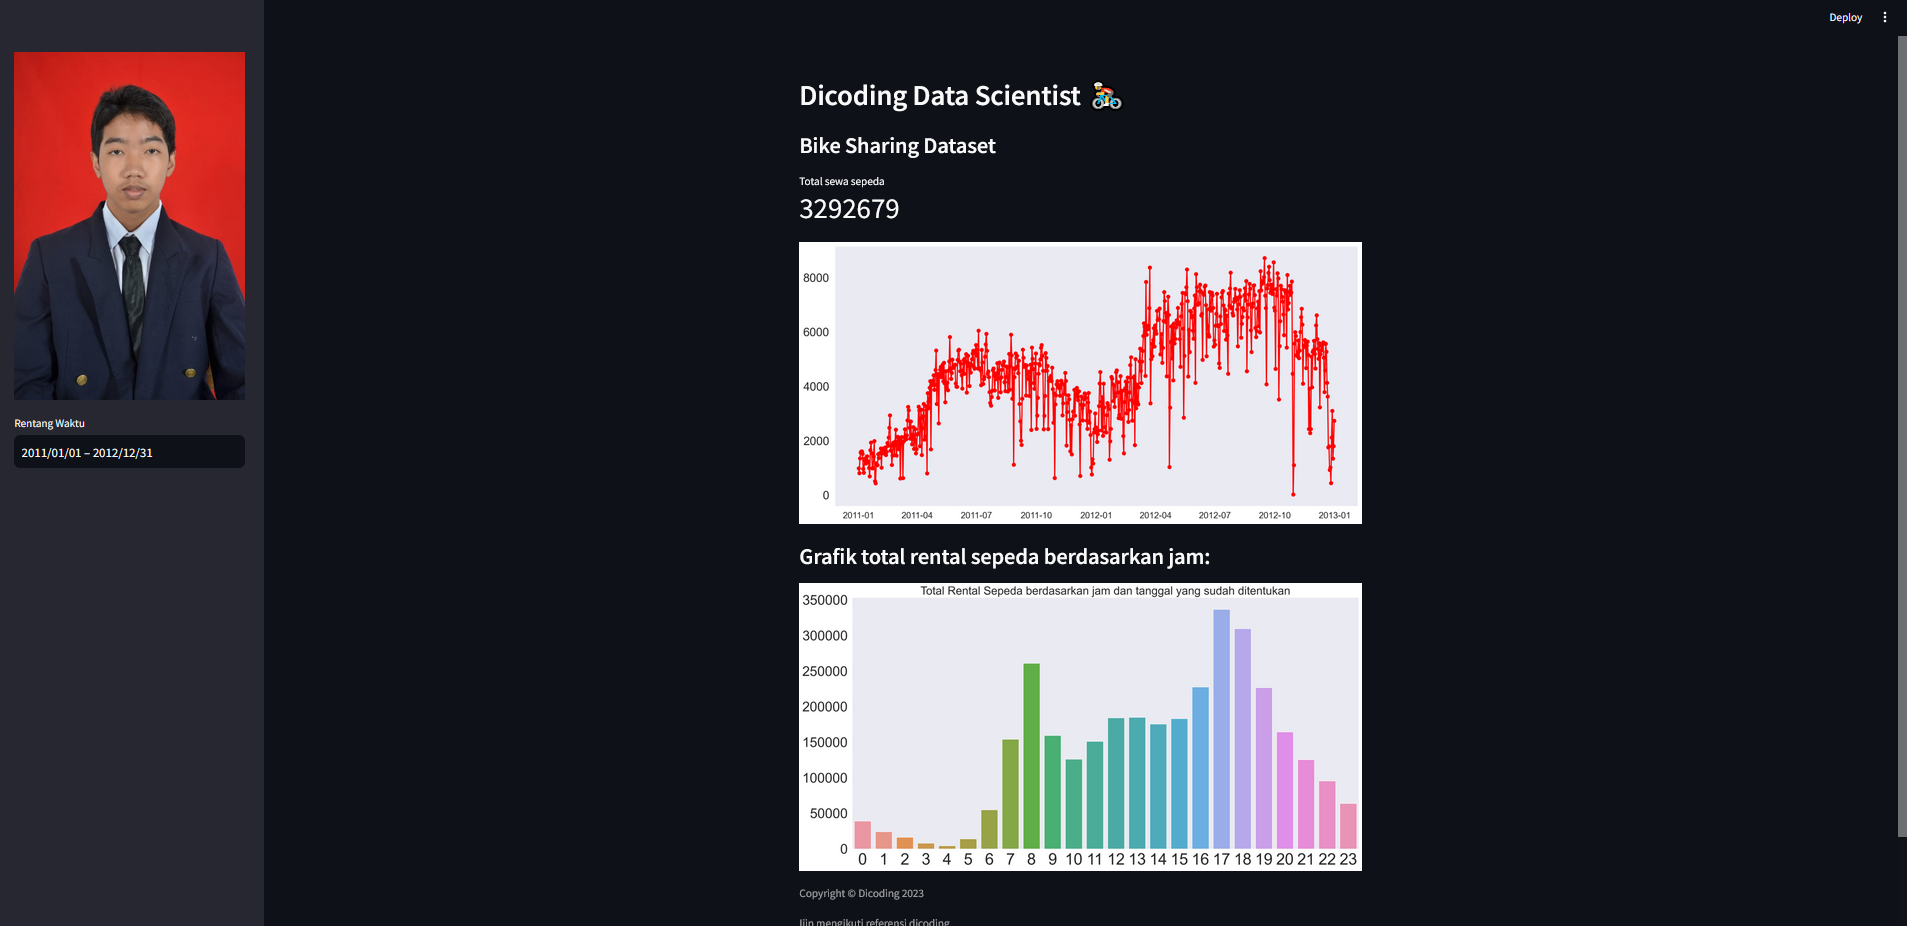 Deploy
Rentang Waktu
2011/01/01 – 2012/12/31
Dicoding Data Scientist
Bike Sharing Dataset
Total sewa sepeda
3292679
8000
6000
4000
2000
0
2011-01 2011-04 2011-07 2011-10 2012-01 2012-04 2012-07 2012-10 2013-01
Grafik total rental sepeda berdasarkan jam:
Total Rental Sepeda berdasarkan jam dan tanggal yang sudah ditentukan
350000
300000
250000
200000
150000
100000
50000
0
0 1 2 3 4 5 6 7 8 9 10 11 12 13 14 15 16 17 18 19 20 21 22 23
Copyright © Dicoding 2023
Ijin mengikuti referensi dicoding